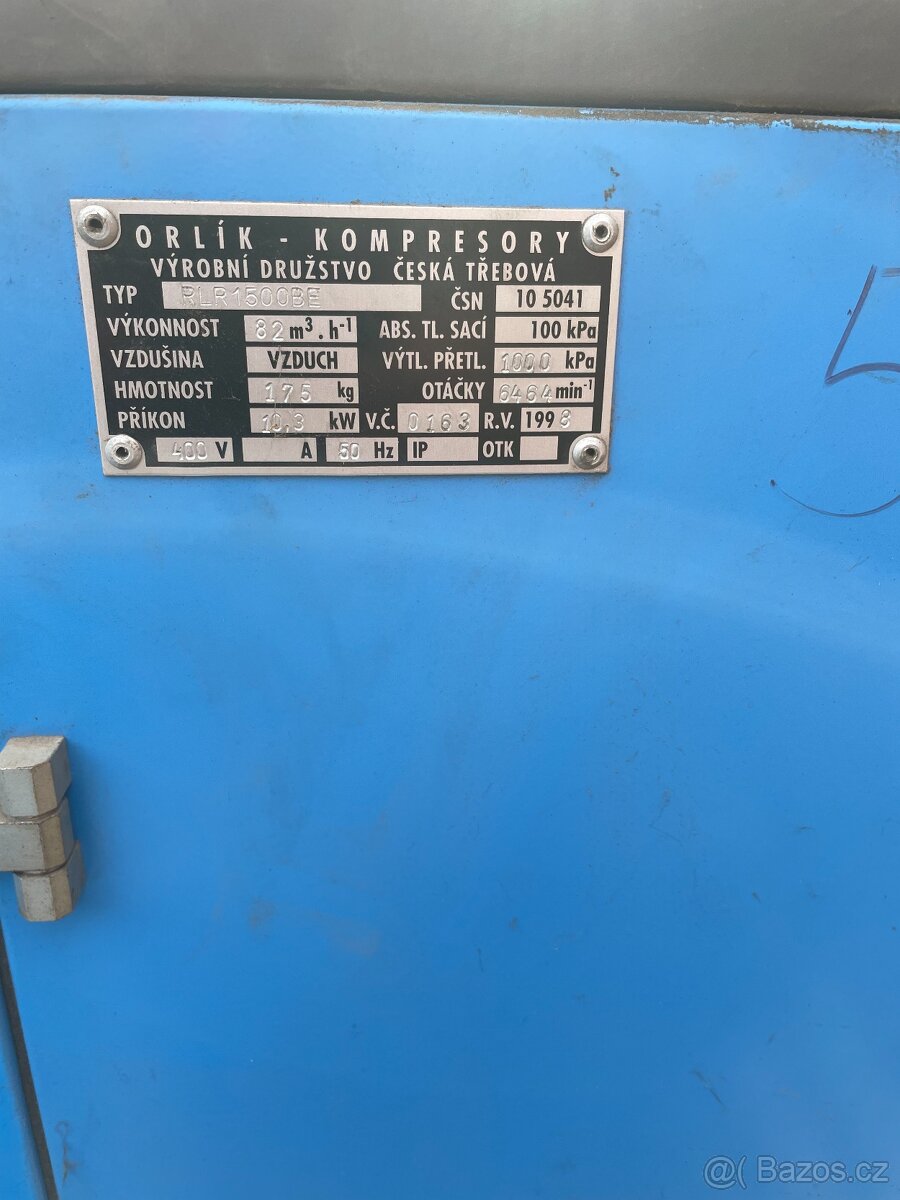 ORLÍK - KOMPRESORY
VÝROBNÍ DRUŽSTVO ČESKÁ TŘEBOVÁ
TYP RLR1500BE ČSN 10 5041
VÝKONNOST 82 m³.h⁻¹ ABS. TL. SACÍ 100 kPa
VZDUŠINA VZDUCH VÝTL. PŘETL. 1000 kPa
HMOTNOST 175 kg OTÁČKY 6464 min⁻¹
PŘÍKON 10,3 kW V.Č. 0163 R.V. 1998
400 V A 50 Hz IP OTK
5
Bazos.cz